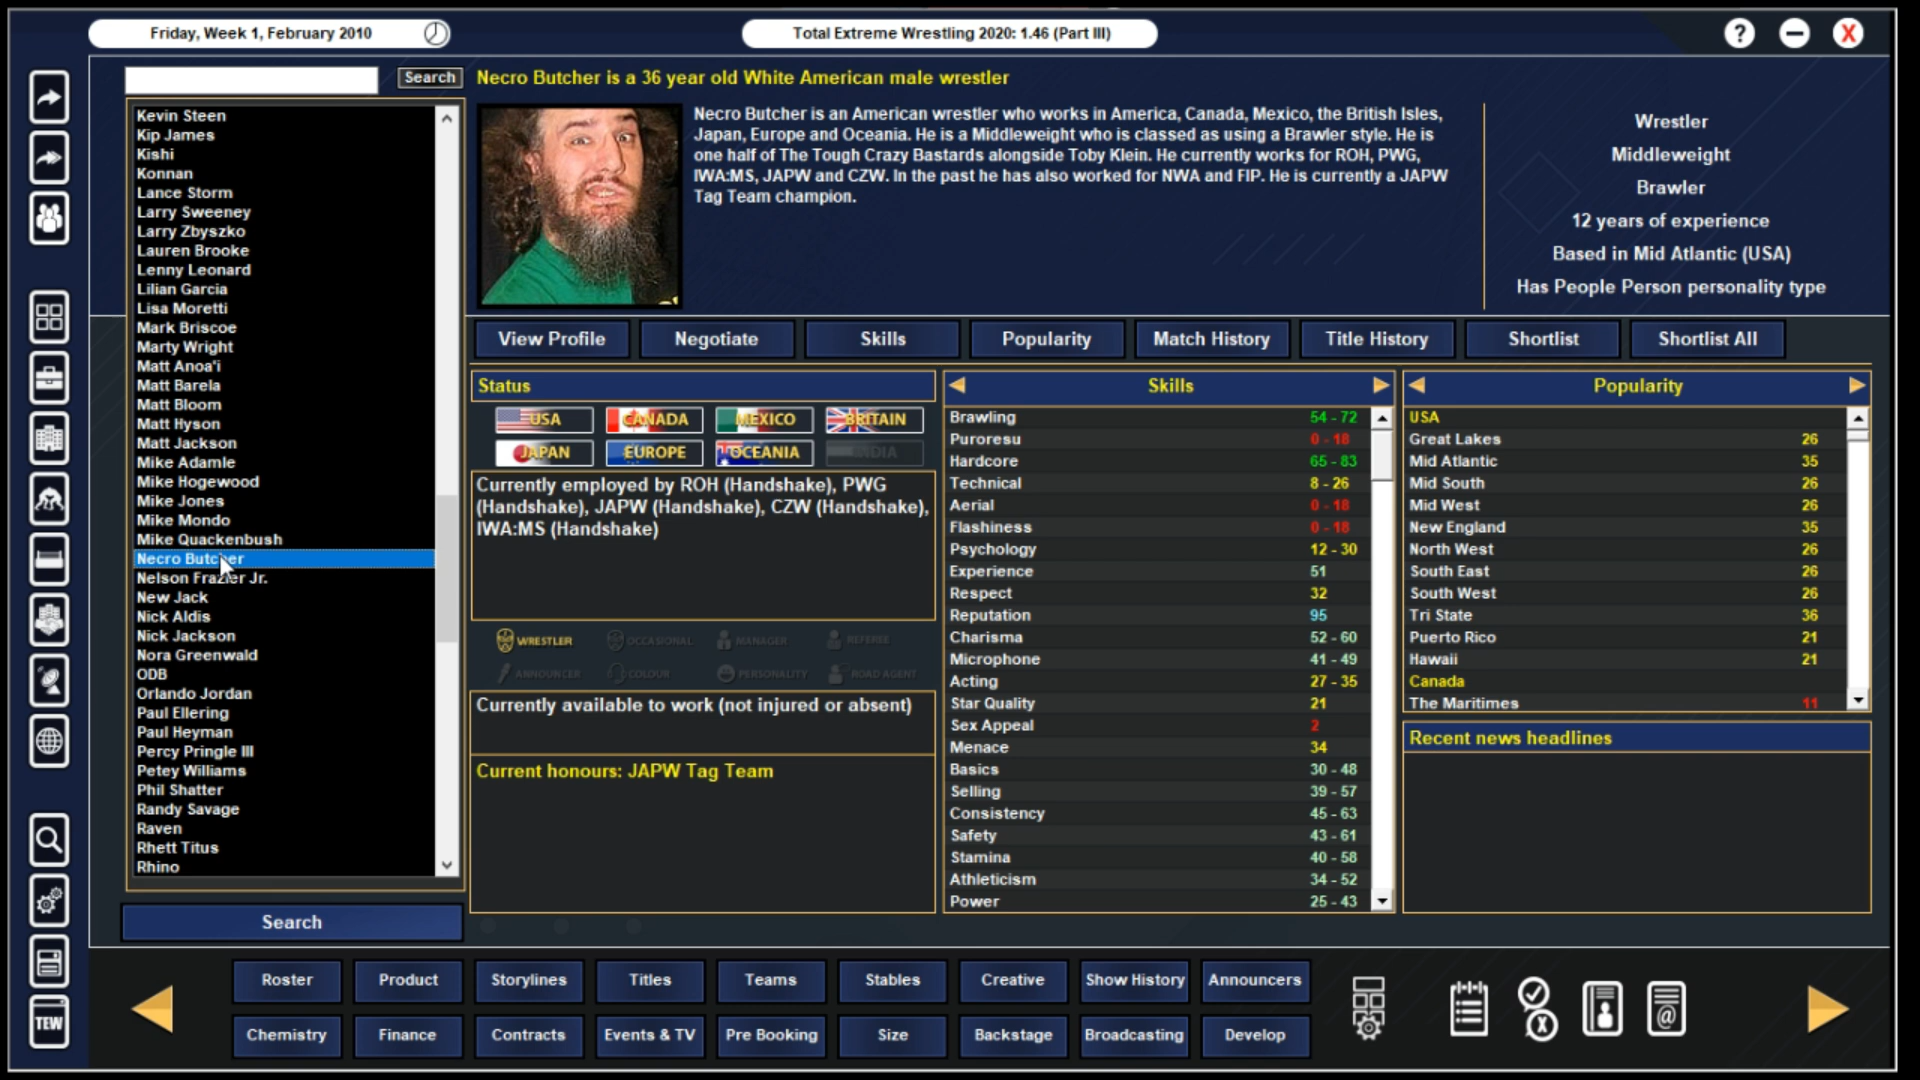 Friday, Week 1, February 2010
Total Extreme Wrestling 2020: 1.46 (Part III)
?
X
Search
Kevin Steen
Kip James
Kishi
Konnan
Lance Storm
Larry Sweeney
Larry Zbyszko
Lauren Brooke
Lenny Leonard
Lilian Garcia
Lisa Moretti
Mark Briscoe
Marty Wright
Matt Anoa'i
Matt Barela
Matt Bloom
Matt Hyson
Matt Jackson
Mike Adamle
Mike Hogewood
Mike Jones
Mike Mondo
Mike Quackenbush
Necro Butcher
Nelson Frazier Jr.
New Jack
Nick Aldis
Nick Jackson
Nora Greenwald
ODB
Orlando Jordan
Paul Ellering
Paul Heyman
Percy Pringle III
Petey Williams
Phil Shatter
Randy Savage
Raven
Rhett Titus
Rhino
Search
Necro Butcher is a 36 year old White American male wrestler
Necro Butcher is an American wrestler who works in America, Canada, Mexico, the British Isles,
Japan, Europe and Oceania. He is a Middleweight who is classed as using a Brawler style. He is
one half of The Tough Crazy Bastards alongside Toby Klein. He currently works for ROH, PWG,
IWA:MS, JAPW and CZW. In the past he has also worked for NWA and FIP. He is currently a JAPW
Tag Team champion.
Wrestler
Middleweight
Brawler
12 years of experience
Based in Mid Atlantic (USA)
Has People Person personality type
View Profile Negotiate Skills Popularity Match History Title History Shortlist Shortlist All
Status
USA CANADA MEXICO BRITAIN
JAPAN EUROPE OCEANIA INDIA
Currently employed by ROH (Handshake), PWG
(Handshake), JAPW (Handshake), CZW (Handshake),
IWA:MS (Handshake)
WRESTLER OCCASIONAL MANAGER REFEREE
ANNOUNCER COLOUR PERSONALITY ROAD AGENT
Currently available to work (not injured or absent)
Current honours: JAPW Tag Team
Skills
Brawling 54 - 72
Puroresu 0 - 18
Hardcore 65 - 83
Technical 8 - 26
Aerial 0 - 18
Flashiness 0 - 18
Psychology 12 - 30
Experience 51
Respect 32
Reputation 95
Charisma 52 - 60
Microphone 41 - 49
Acting 27 - 35
Star Quality 21
Sex Appeal 2
Menace 34
Basics 30 - 48
Selling 39 - 57
Consistency 45 - 63
Safety 43 - 61
Stamina 40 - 58
Athleticism 34 - 52
Power 25 - 43
Popularity
USA
Great Lakes 26
Mid Atlantic 35
Mid South 26
Mid West 26
New England 35
North West 26
South East 26
South West 26
Tri State 36
Puerto Rico 21
Hawaii 21
Canada
The Maritimes 11
Recent news headlines
TEW
Roster Product Storylines Titles Teams Stables Creative Show History Announcers
Chemistry Finance Contracts Events & TV Pre Booking Size Backstage Broadcasting Develop